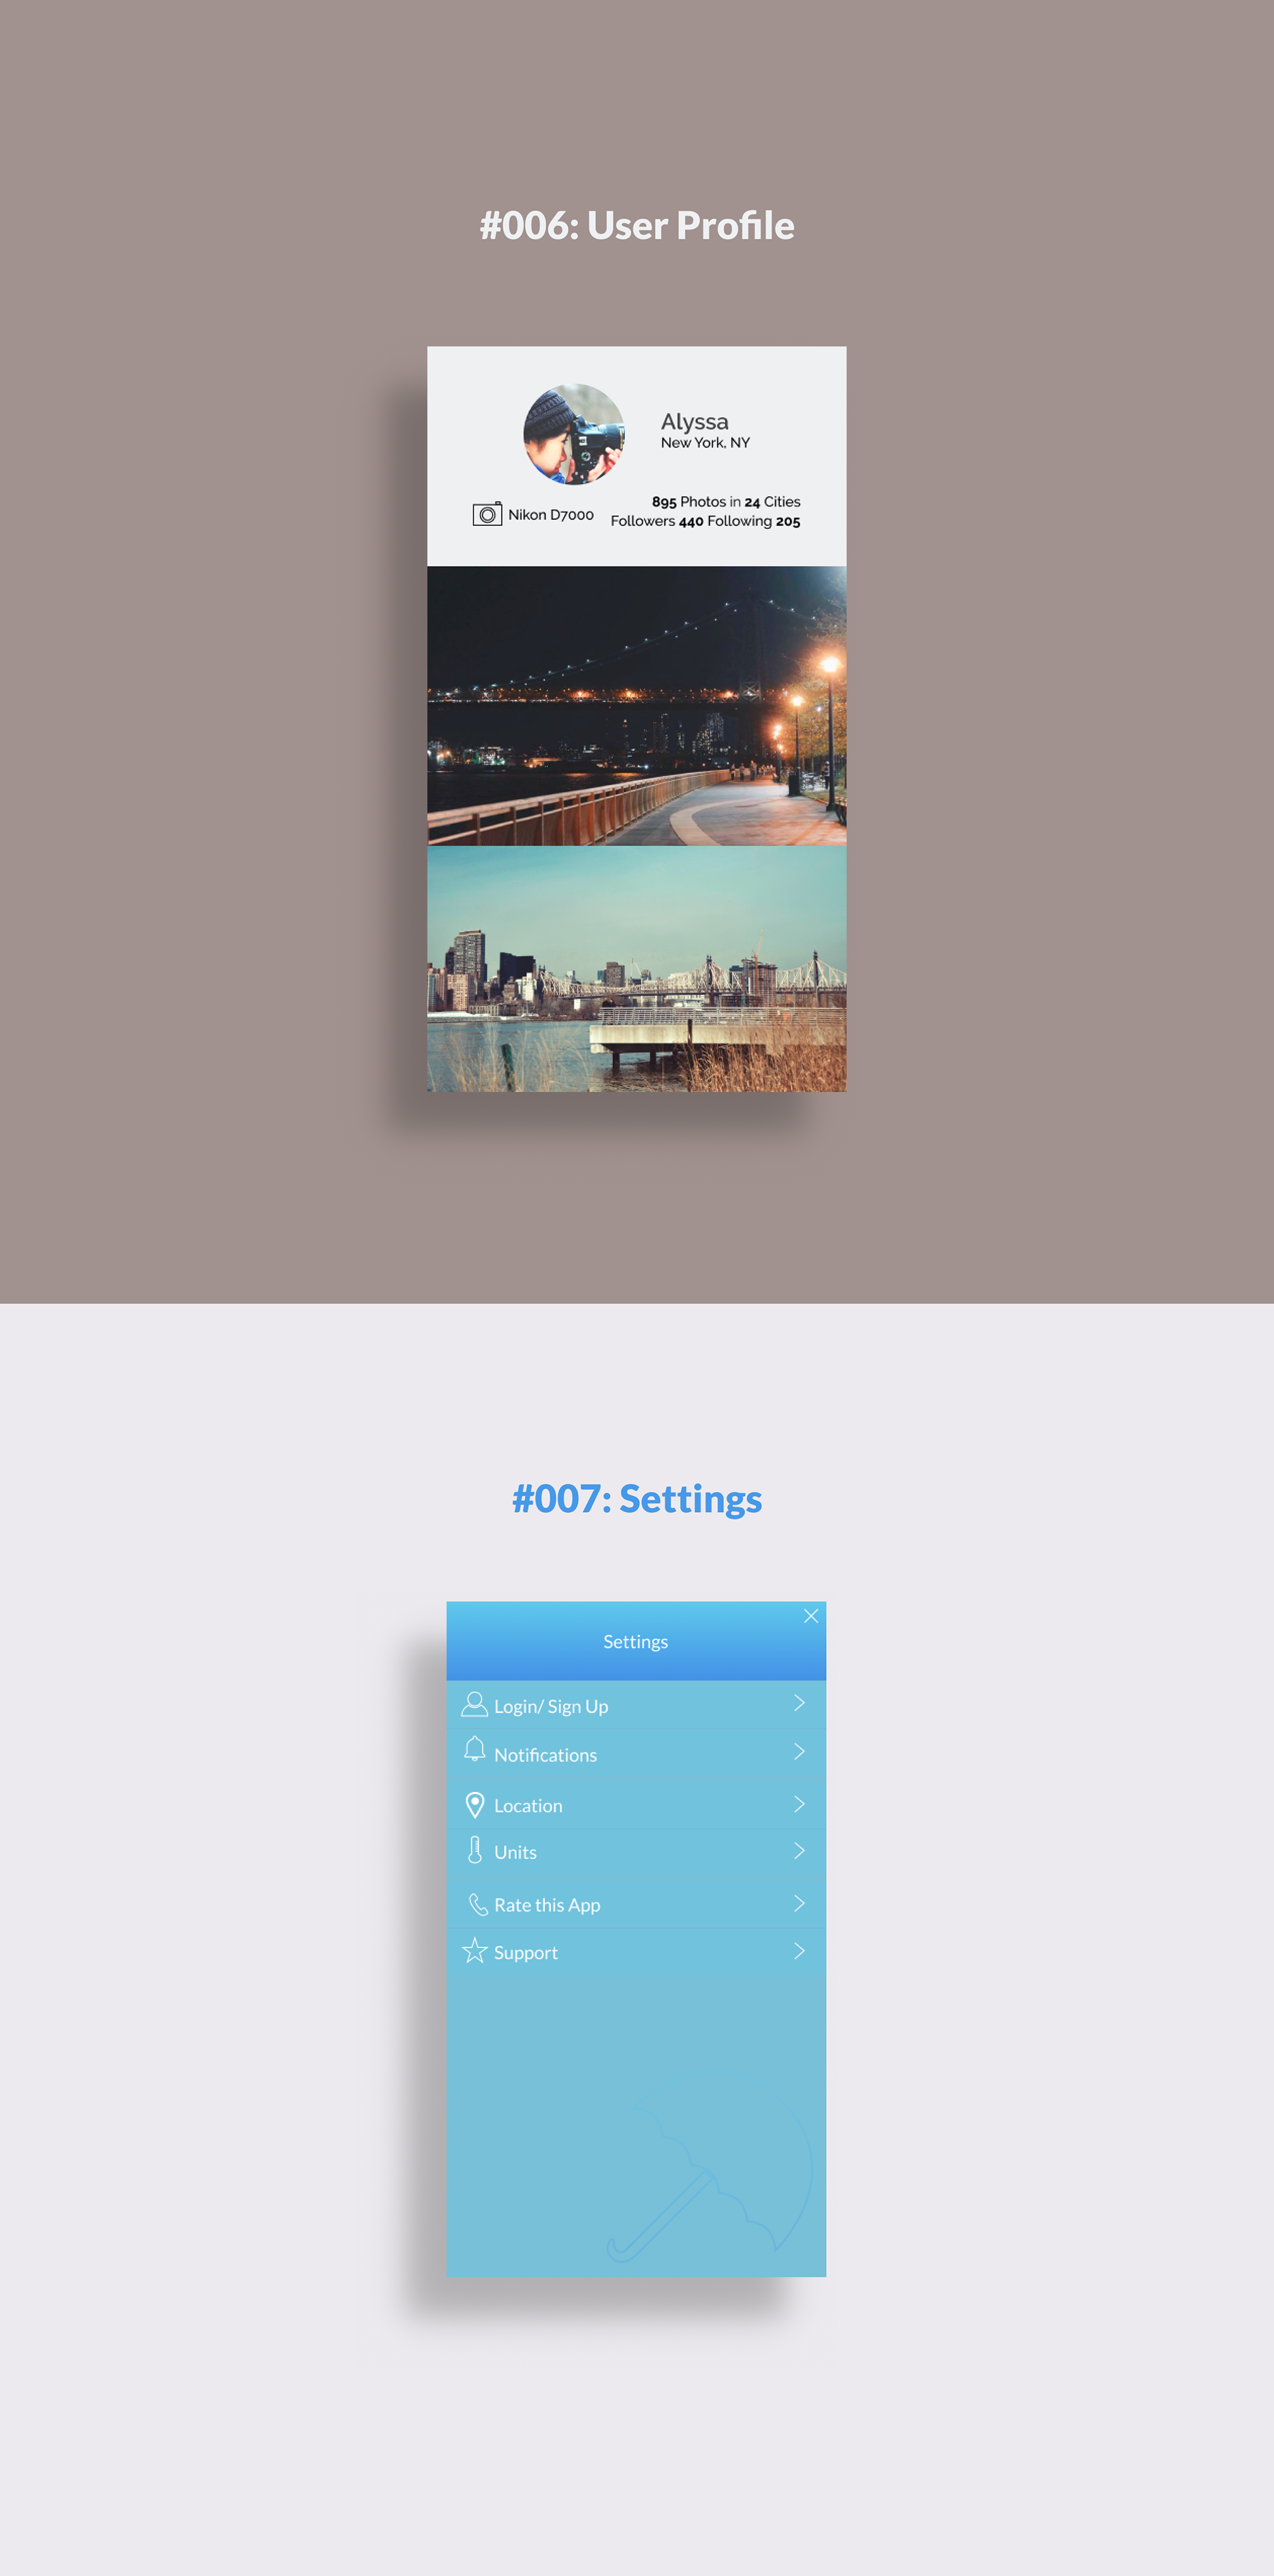 #006: User Profile
Alyssa
New York, NY
895 Photos in 24 Cities
Nikon D7000
Followers 440 Following 205
#007: Settings
Settings
Login/ Sign Up
Notifications
Location
Units
Rate this App
Support